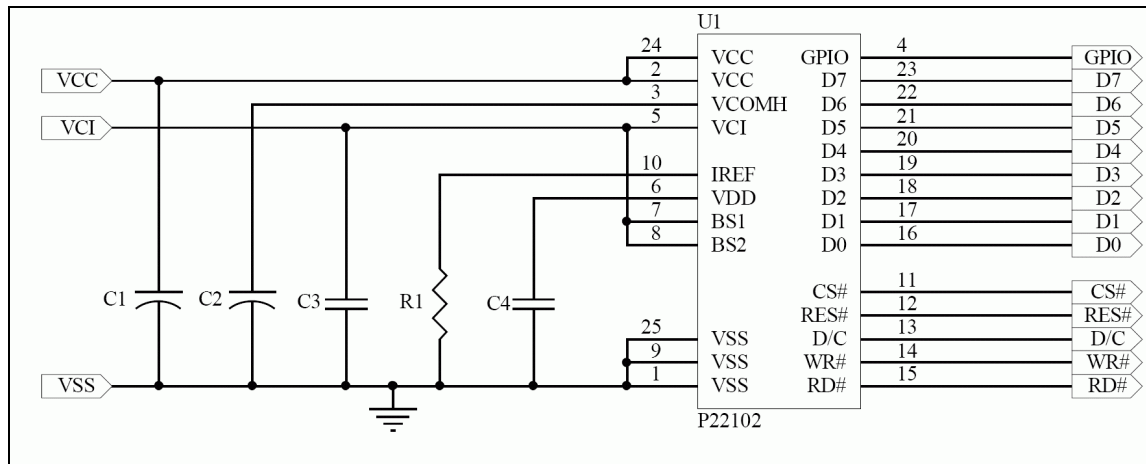 U1
24 VCC GPIO 4 GPIO
VCC 2 VCC D7 23 D7
3 VCOMH D6 22 D6
VCI 5 VCI D5 21 D5
D4 20 D4
10 IREF D3 19 D3
6 VDD D2 18 D2
7 BS1 D1 17 D1
8 BS2 D0 16 D0
C1 C2 C3 R1 C4
CS# 11 CS#
RES# 12 RES#
25 VSS D/C 13 D/C
9 VSS WR# 14 WR#
VSS 1 VSS RD# 15 RD#
P22102